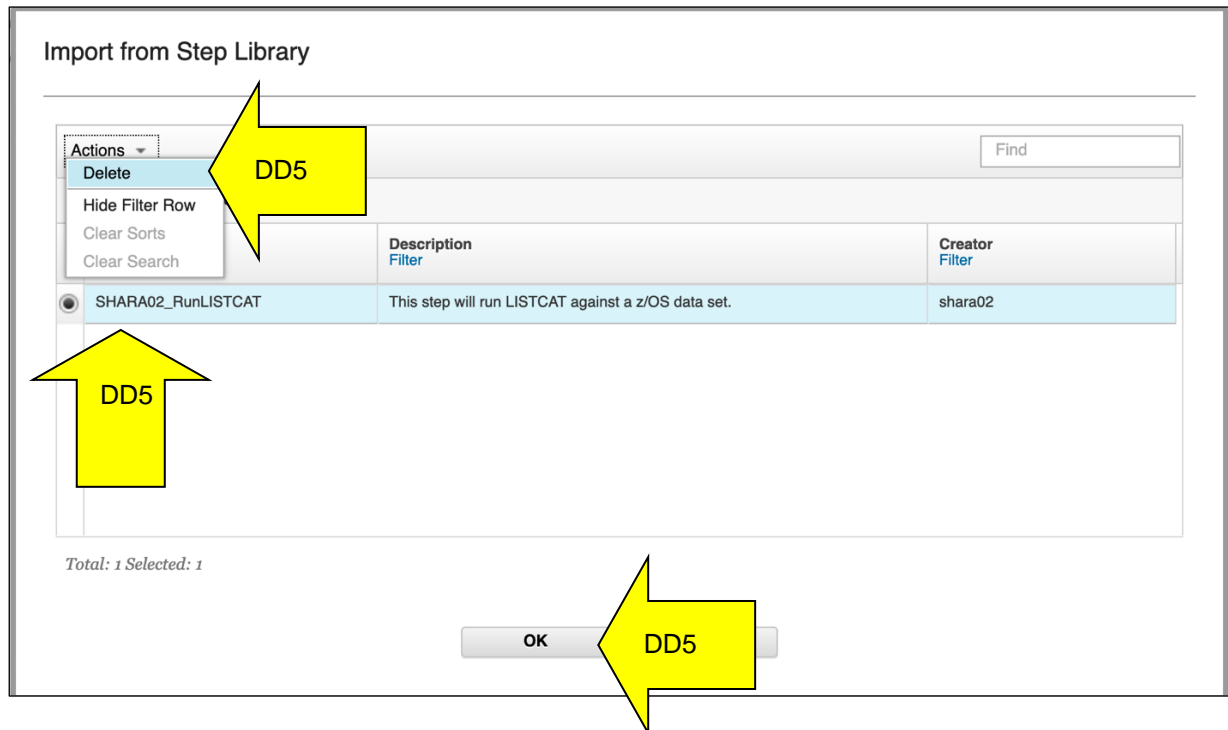 Import from Step Library
Actions
Find
Delete
DD5
Hide Filter Row
Clear Sorts
Clear Search
Description
Filter
Creator
Filter
SHARA02_RunLISTCAT
This step will run LISTCAT against a z/OS data set.
shara02
DD5
Total: 1 Selected: 1
OK
DD5